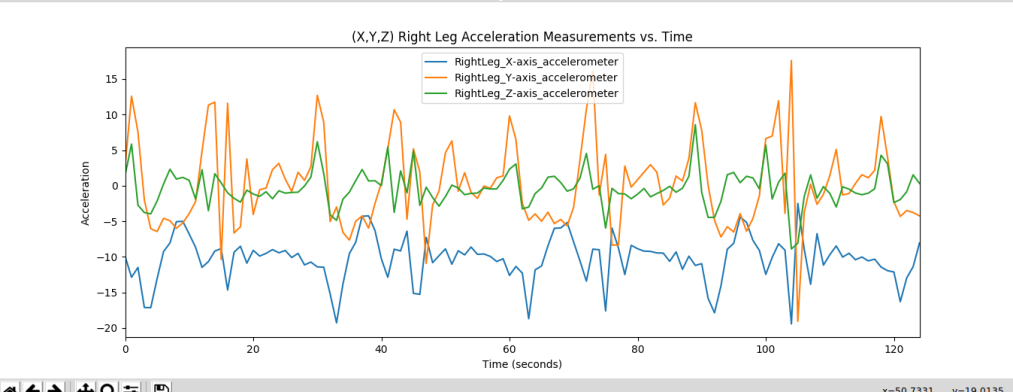 (X,Y,Z) Right Leg Acceleration Measurements vs. Time
RightLeg_X-axis_accelerometer
RightLeg_Y-axis_accelerometer
RightLeg_Z-axis_accelerometer
Acceleration
15
10
5
0
−5
−10
−15
−20
0 20 40 60 80 100 120
Time (seconds)
x=50.7331 y=19.0135